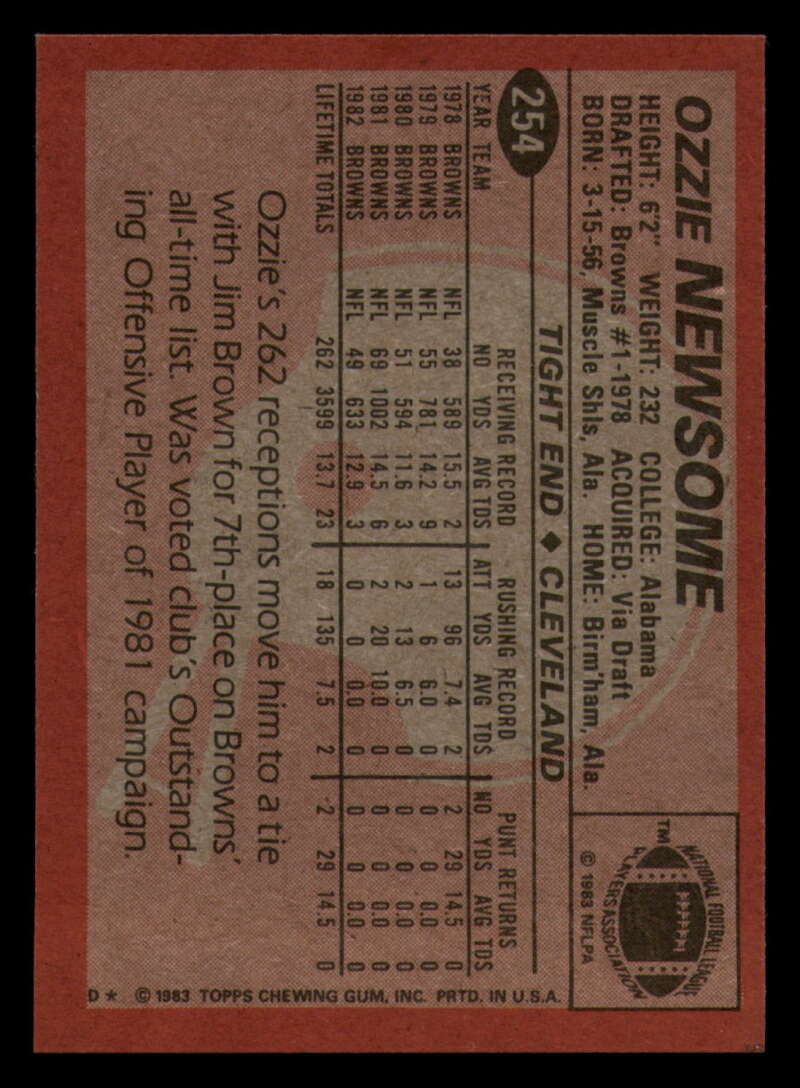 OZZIE NEWSOME
HEIGHT: 6'2" WEIGHT: 232 COLLEGE: Alabama
DRAFTED: Browns #1-1978 ACQUIRED: Via Draft
BORN: 3-15-56, Muscle Shls, Ala. HOME: Birm'ham, Ala.
NATIONAL FOOTBALL LEAGUE
PLAYERS ASSOCIATION
TM
© 1983 NFLPA
254
TIGHT END ♦ CLEVELAND
RECEIVING RECORD RUSHING RECORD PUNT RETURNS
YEAR TEAM NO YDS AVG TDS ATT YDS AVG TDS NO YDS AVG TDS
1978 BROWNS NFL 38 589 15.5 2 13 96 7.4 2 2 29 14.5 0
1979 BROWNS NFL 55 781 14.2 9 1 6 6.0 0 0 0 0.0 0
1980 BROWNS NFL 51 594 11.6 3 2 13 6.5 0 0 0 0.0 0
1981 BROWNS NFL 69 1002 14.5 6 2 20 10.0 0 0 0 0.0 0
1982 BROWNS NFL 49 633 12.9 3 0 0 0.0 0 0 0 0.0 0
LIFETIME TOTALS 262 3599 13.7 23 18 135 7.5 2 2 29 14.5 0
Ozzie's 262 receptions move him to a tie
with Jim Brown for 7th-place on Browns'
all-time list. Was voted club's Outstand-
ing Offensive Player of 1981 campaign.
D* © 1983 TOPPS CHEWING GUM, INC. PRTD. IN U.S.A.